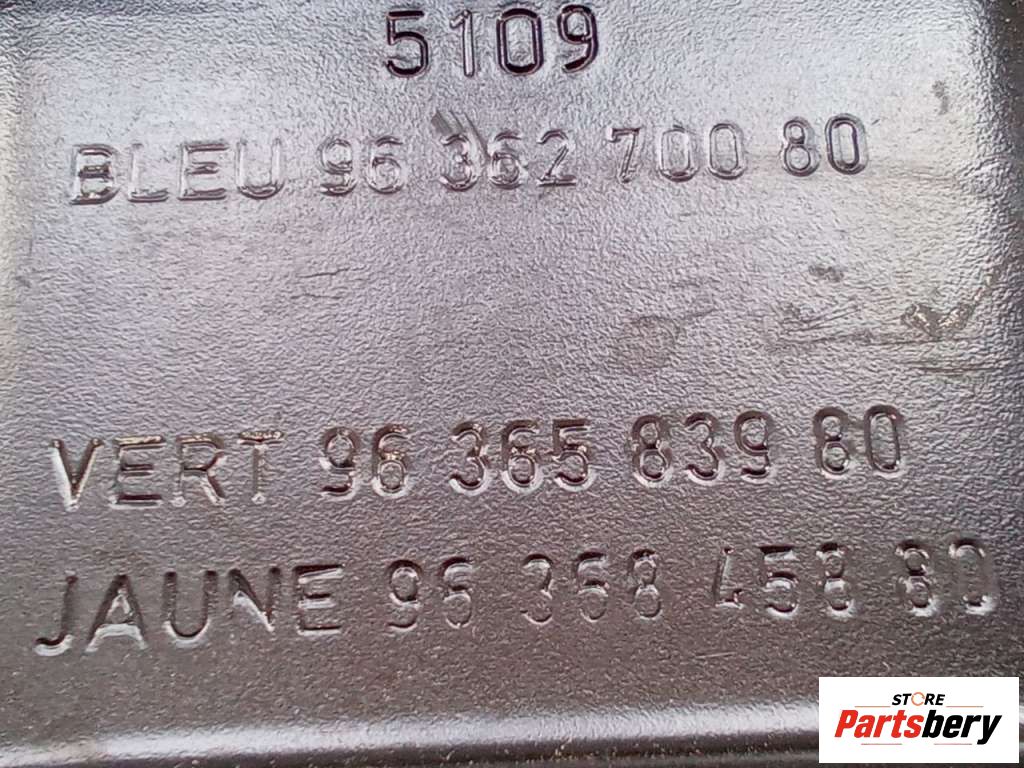 5109
BLEU 96 362 700 80
VERT 96 365 839 80
JAUNE 96 368 458 80
STORE
Partsbery